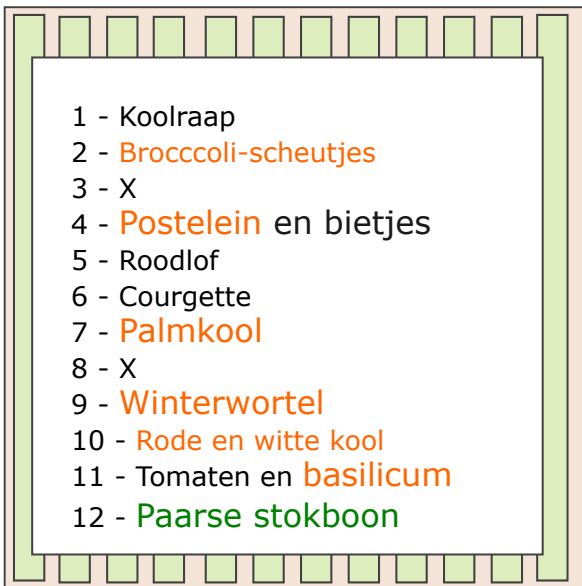 1 - Koolraap
2 - Brocccoli-scheutjes
3 - X
4 - Postelein en bietjes
5 - Roodlof
6 - Courgette
7 - Palmkool
8 - X
9 - Winterwortel
10 - Rode en witte kool
11 - Tomaten en basilicum
12 - Paarse stokboon